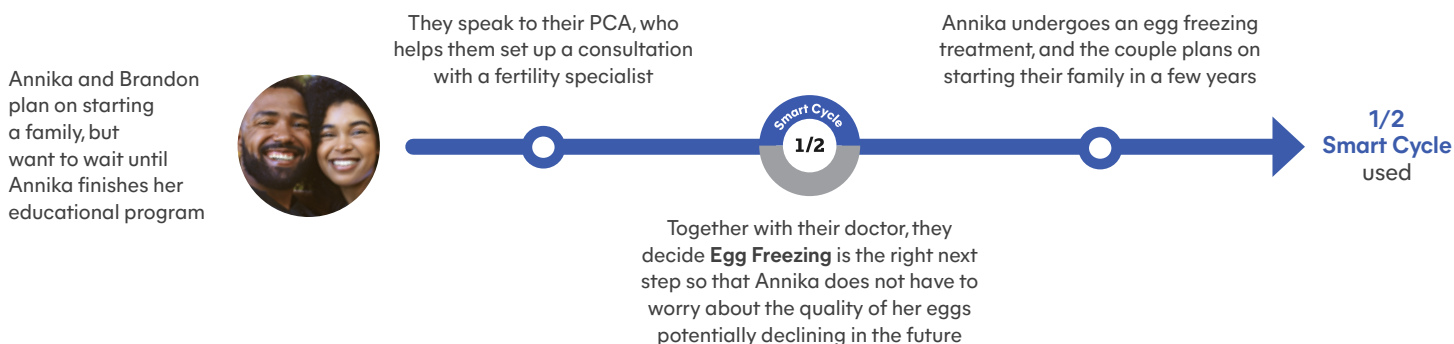 Annika and Brandon
plan on starting
a family, but
want to wait until
Annika finishes her
educational program
They speak to their PCA, who
helps them set up a consultation
with a fertility specialist
Smart Cycle
1/2
Together with their doctor, they
decide Egg Freezing is the right next
step so that Annika does not have to
worry about the quality of her eggs
potentially declining in the future
Annika undergoes an egg freezing
treatment, and the couple plans on
starting their family in a few years
1/2
Smart Cycle
used